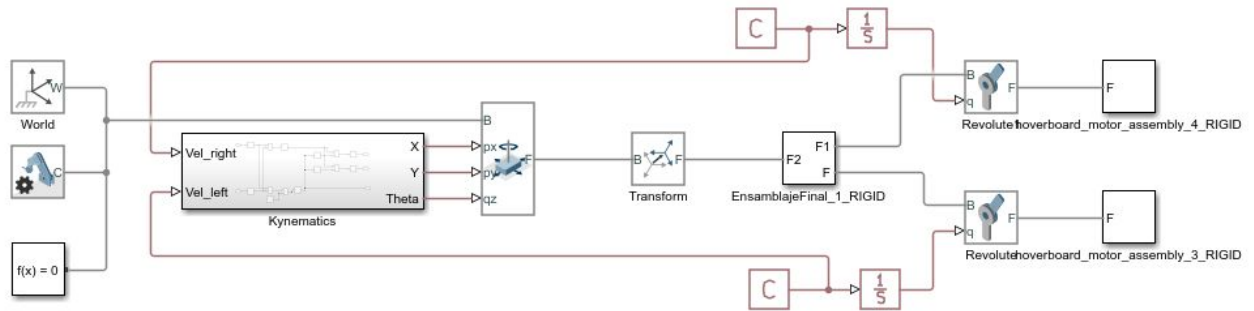 C
1
S
B
F
q
F
Revolute1
hoverboard_motor_assembly_4_RIGID
W
World
C
f(x) = 0
Vel_right
Vel_left
X
Y
Theta
Kynematics
B
px
py
qz
F
B
F
Transform
F2
F1
F
EnsamblajeFinal_1_RIGID
B
F
q
F
Revolute
hoverboard_motor_assembly_3_RIGID
C
1
S